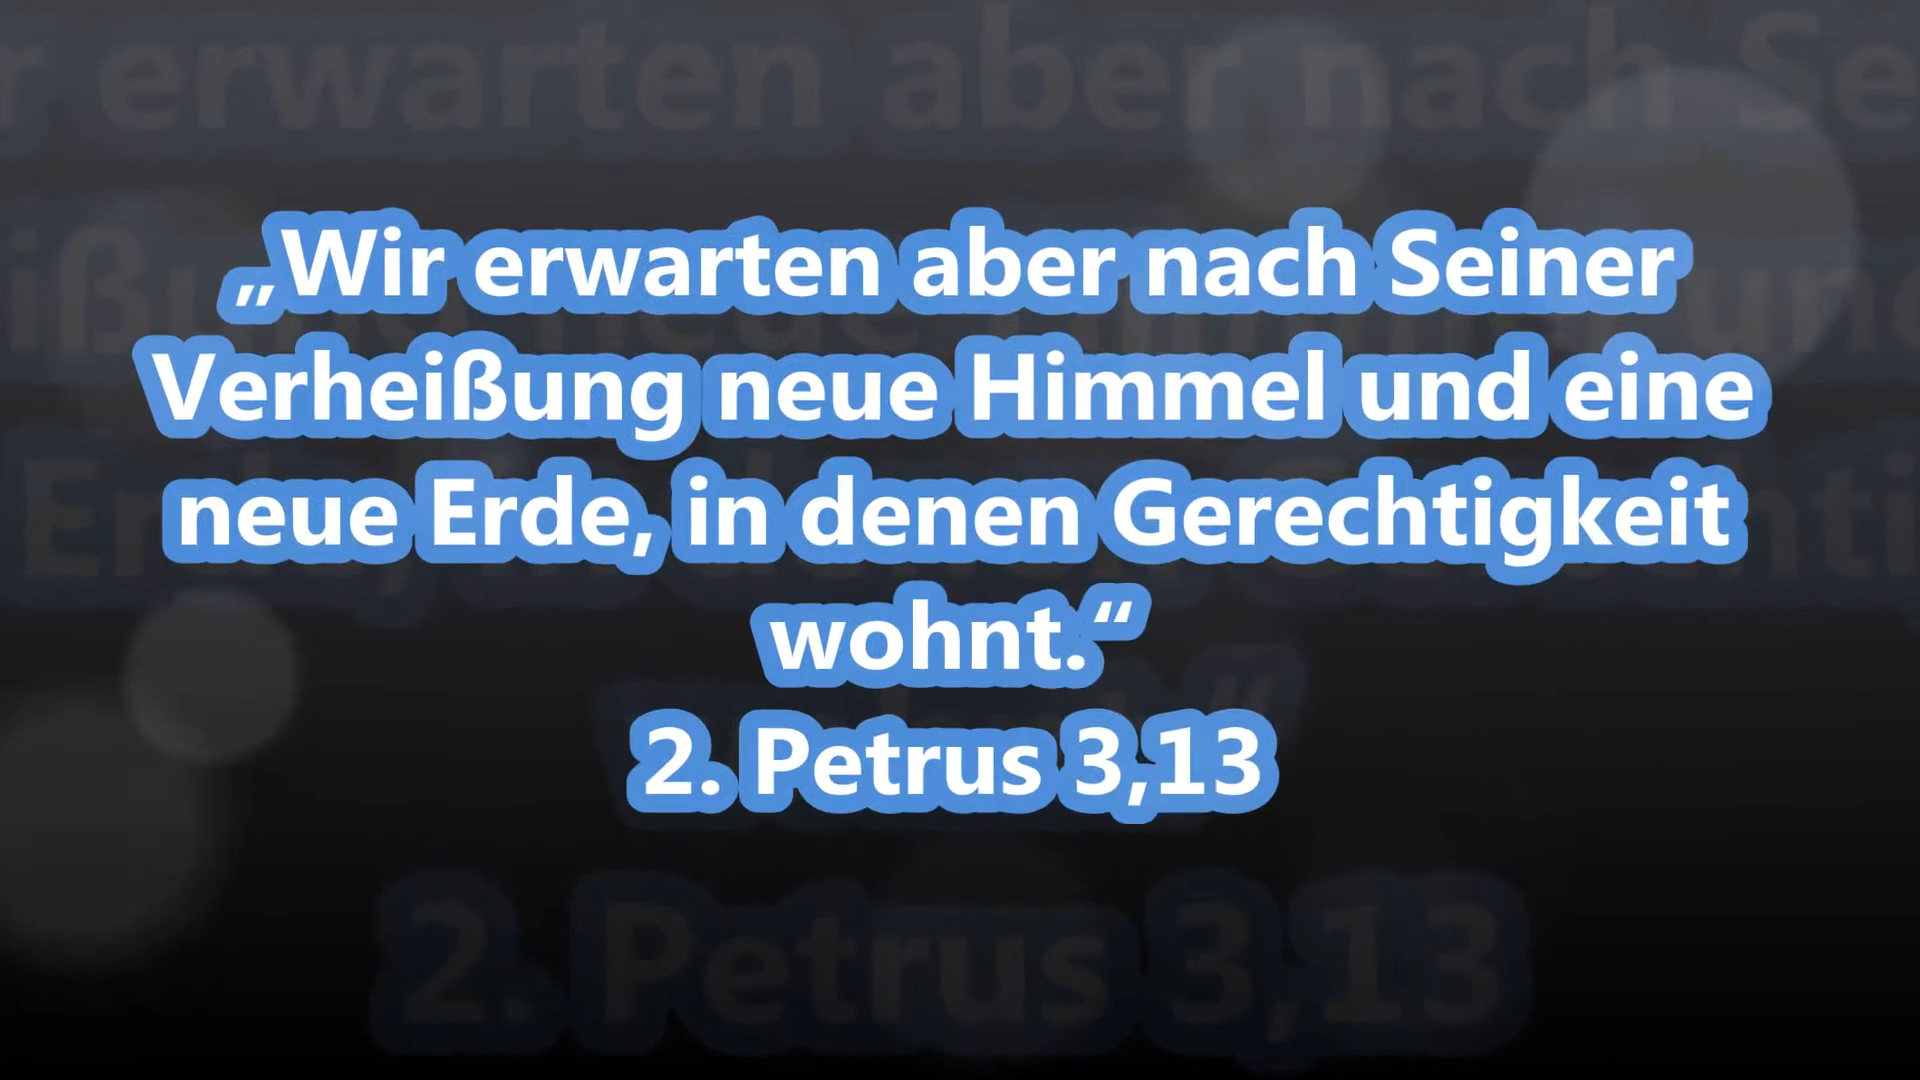 „Wir erwarten aber nach Seiner
Verheißung neue Himmel und eine
neue Erde, in denen Gerechtigkeit
wohnt.“
2. Petrus 3,13